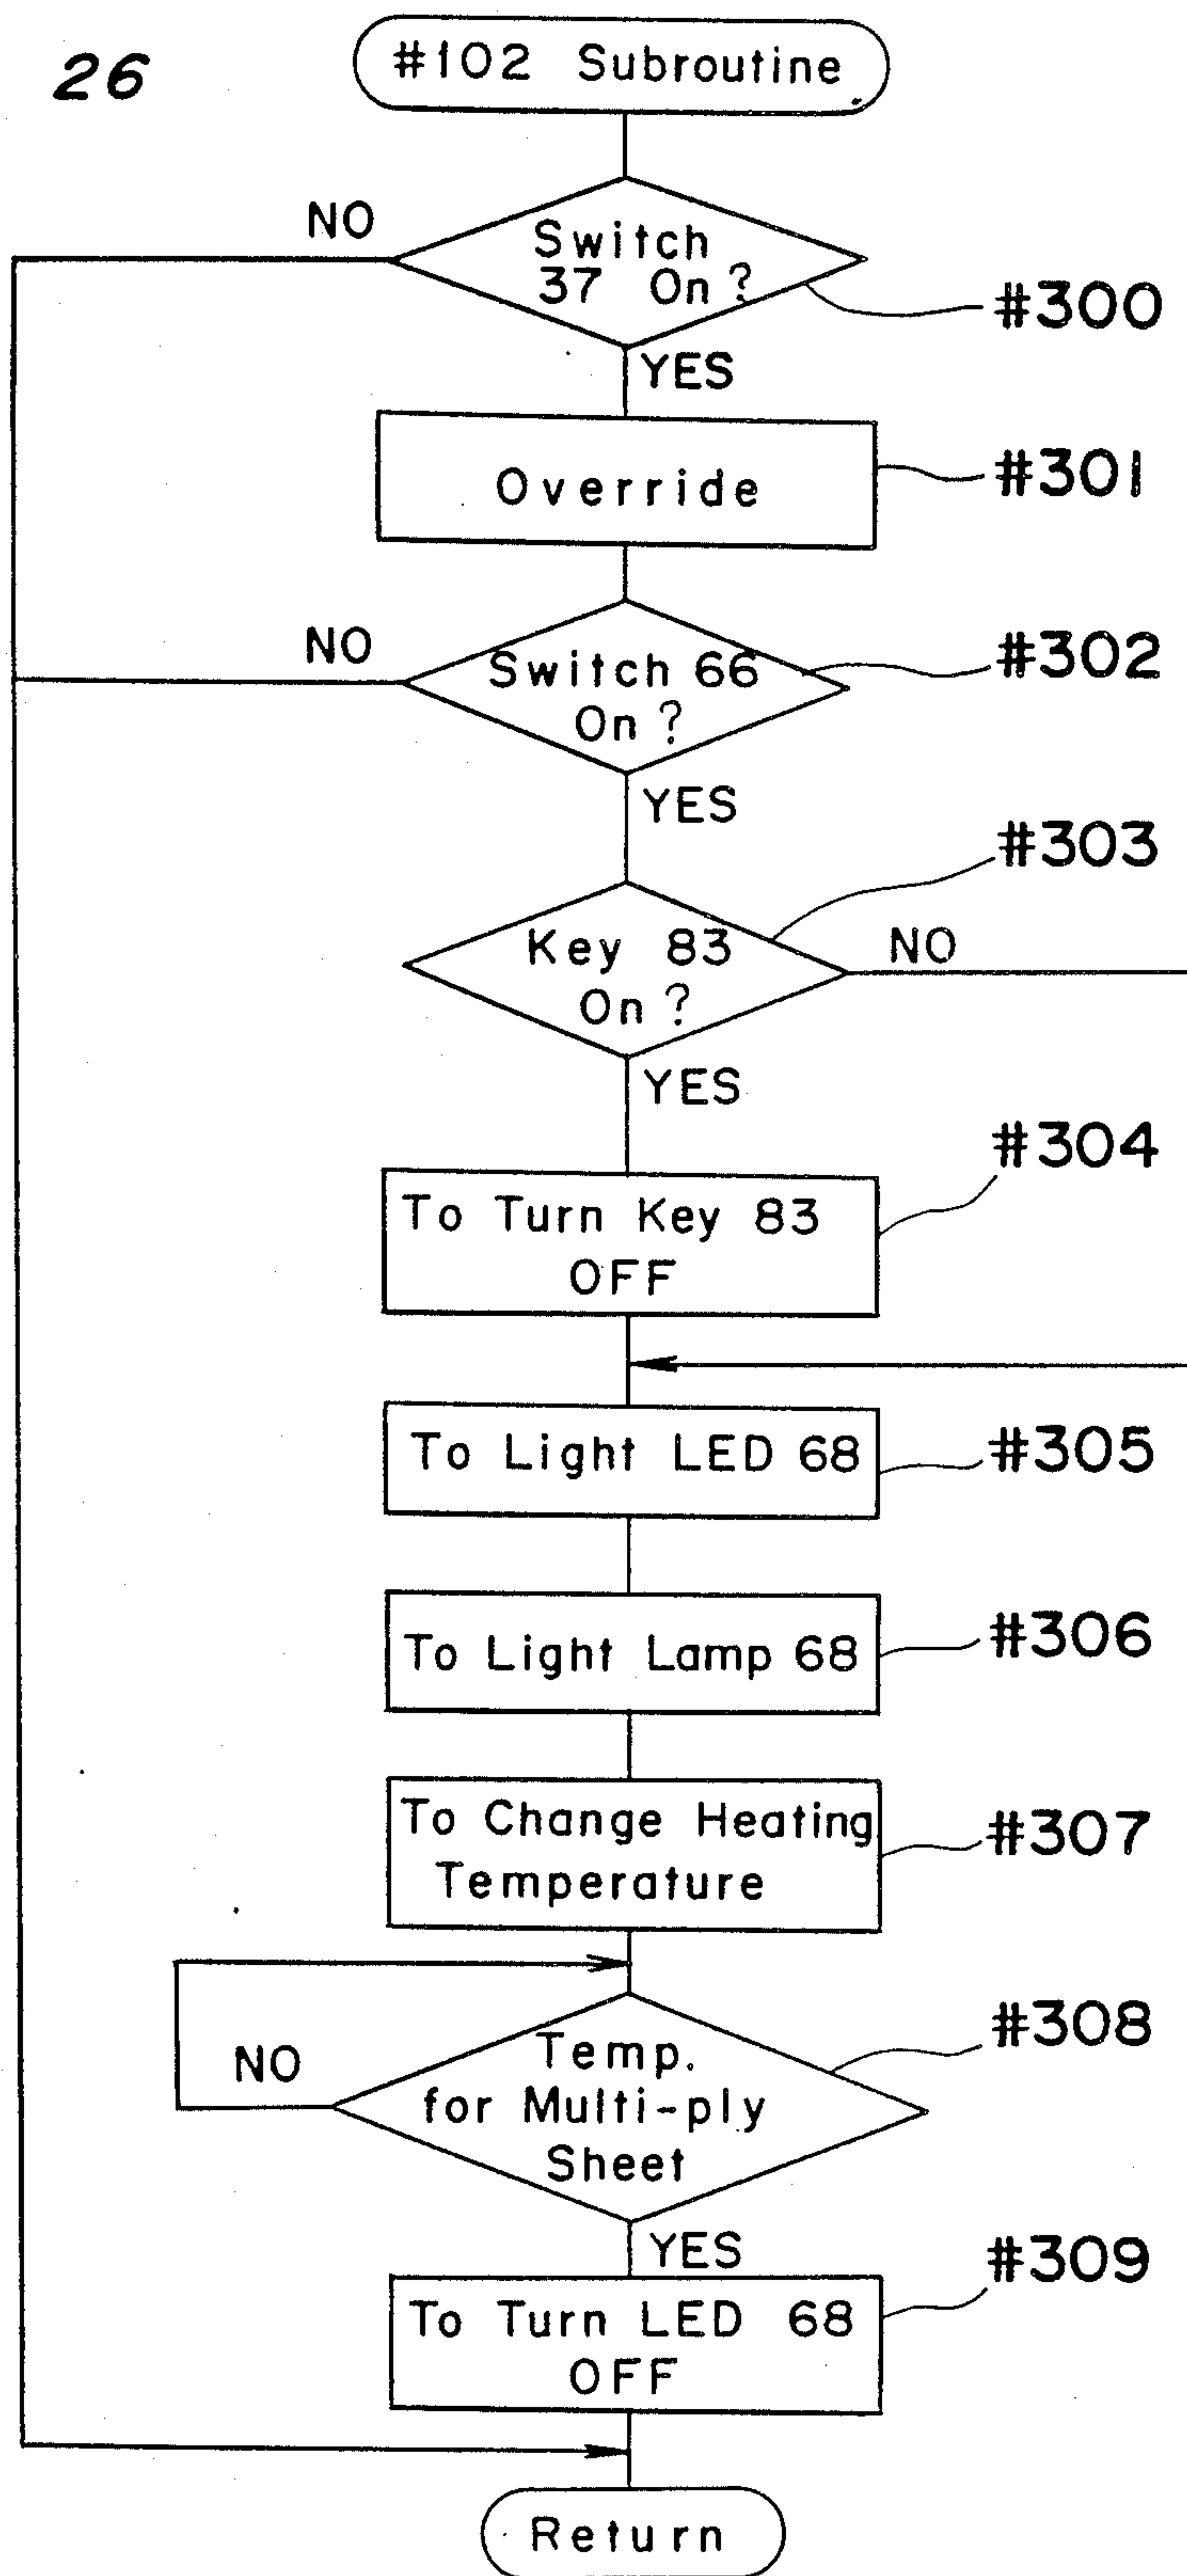 26
#102 Subroutine
NO
Switch
37 On?
#300
YES
Override
#301
NO
Switch 66
On?
#302
YES
#303
Key 83
On?
NO
YES
#304
To Turn Key 83
OFF
To Light LED 68
#305
To Light Lamp 68
#306
To Change Heating
Temperature
#307
#308
NO
Temp.
for Multi-ply
Sheet
YES
#309
To Turn LED 68
OFF
Return